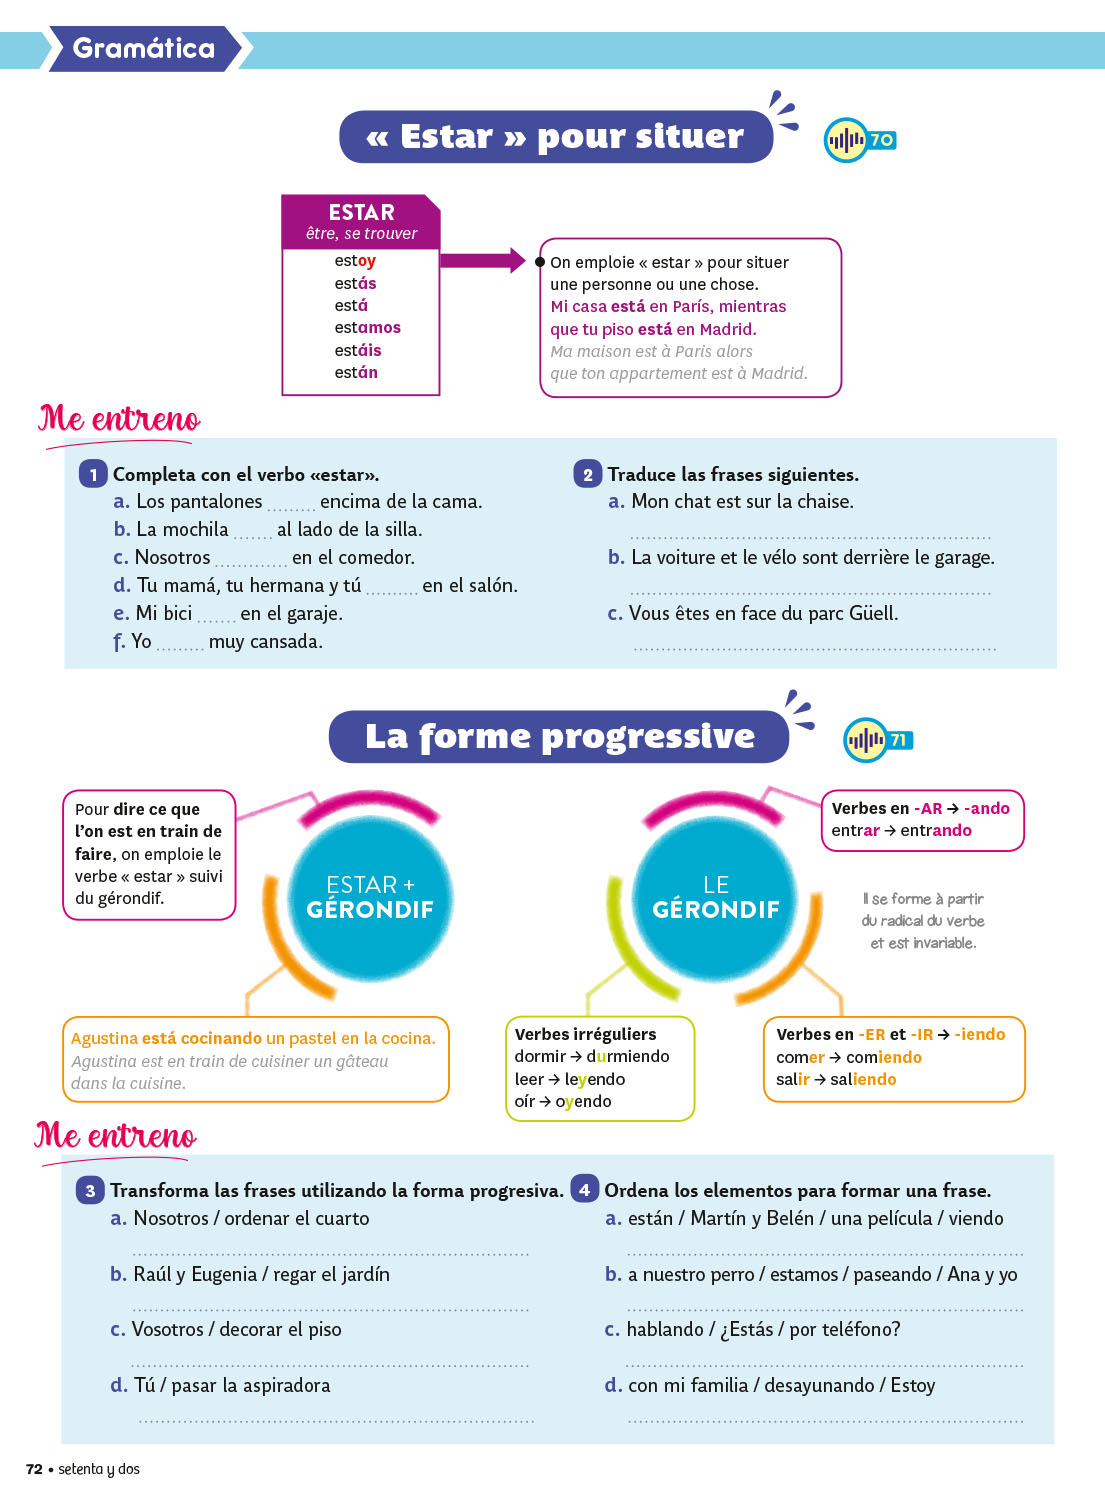 Gramática
« Estar » pour situer
70
ESTAR
être, se trouver
estoy
estás
está
estamos
estáis
están
On emploie « estar » pour situer
une personne ou une chose.
Mi casa está en París, mientras
que tu piso está en Madrid.
Ma maison est à Paris alors
que ton appartement est à Madrid.
Me entreno
1 Completa con el verbo «estar».
a. Los pantalones ......... encima de la cama.
b. La mochila ....... al lado de la silla.
c. Nosotros ............. en el comedor.
d. Tu mamá, tu hermana y tú .......... en el salón.
e. Mi bici ....... en el garaje.
f. Yo ......... muy cansada.
2 Traduce las frases siguientes.
a. Mon chat est sur la chaise.
b. La voiture et le vélo sont derrière le garage.
c. Vous êtes en face du parc Güell.
La forme progressive
71
Pour dire ce que
l'on est en train de
faire, on emploie le
verbe « estar » suivi
du gérondif.
ESTAR +
GÉRONDIF
Agustina está cocinando un pastel en la cocina.
Agustina est en train de cuisiner un gâteau
dans la cuisine.
LE
GÉRONDIF
Verbes en -AR → -ando
entrar → entrando
Il se forme à partir
du radical du verbe
et est invariable.
Verbes irréguliers
dormir → durmiendo
leer → leyendo
oír → oyendo
Verbes en -ER et -IR → -iendo
comer → comiendo
salir → saliendo
Me entreno
3 Transforma las frases utilizando la forma progresiva.
a. Nosotros / ordenar el cuarto
b. Raúl y Eugenia / regar el jardín
c. Vosotros / decorar el piso
d. Tú / pasar la aspiradora
4 Ordena los elementos para formar una frase.
a. están / Martín y Belén / una película / viendo
b. a nuestro perro / estamos / paseando / Ana y yo
c. hablando / ¿Estás / por teléfono?
d. con mi familia / desayunando / Estoy
72 • setenta y dos